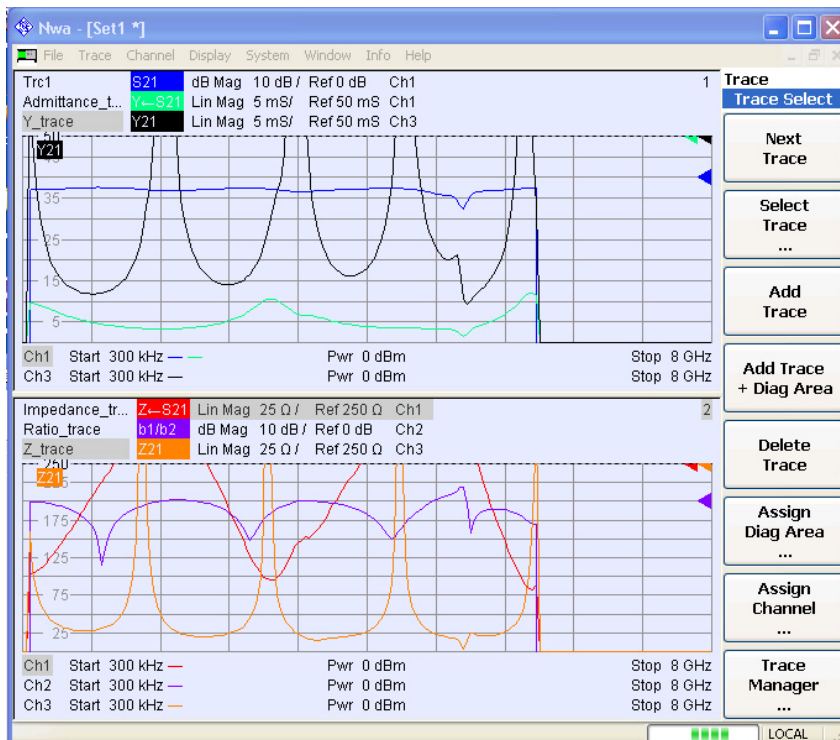 Nwa - [Set1 *]
File Trace Channel Display System Window Info Help
Trc1 S21 dB Mag 10 dB / Ref 0 dB Ch1 1
Admittance_t... Y←S21 Lin Mag 5 mS/ Ref 50 mS Ch1
Y_trace Y21 Lin Mag 5 mS/ Ref 50 mS Ch3
50
Y21
45
35
25
15
5
Ch1 Start 300 kHz Pwr 0 dBm Stop 8 GHz
Ch3 Start 300 kHz Pwr 0 dBm Stop 8 GHz
Impedance_tr... Z←S21 Lin Mag 25 Ω / Ref 250 Ω Ch1 2
Ratio_trace b1/b2 dB Mag 10 dB / Ref 0 dB Ch2
Z_trace Z21 Lin Mag 25 Ω / Ref 250 Ω Ch3
250
Z21
225
175
125
75
25
Ch1 Start 300 kHz Pwr 0 dBm Stop 8 GHz
Ch2 Start 300 kHz Pwr 0 dBm Stop 8 GHz
Ch3 Start 300 kHz Pwr 0 dBm Stop 8 GHz
Trace
Trace Select
Next
Trace
Select
Trace
...
Add
Trace
Add Trace
+ Diag Area
Delete
Trace
Assign
Diag Area
...
Assign
Channel
...
Trace
Manager
...
LOCAL